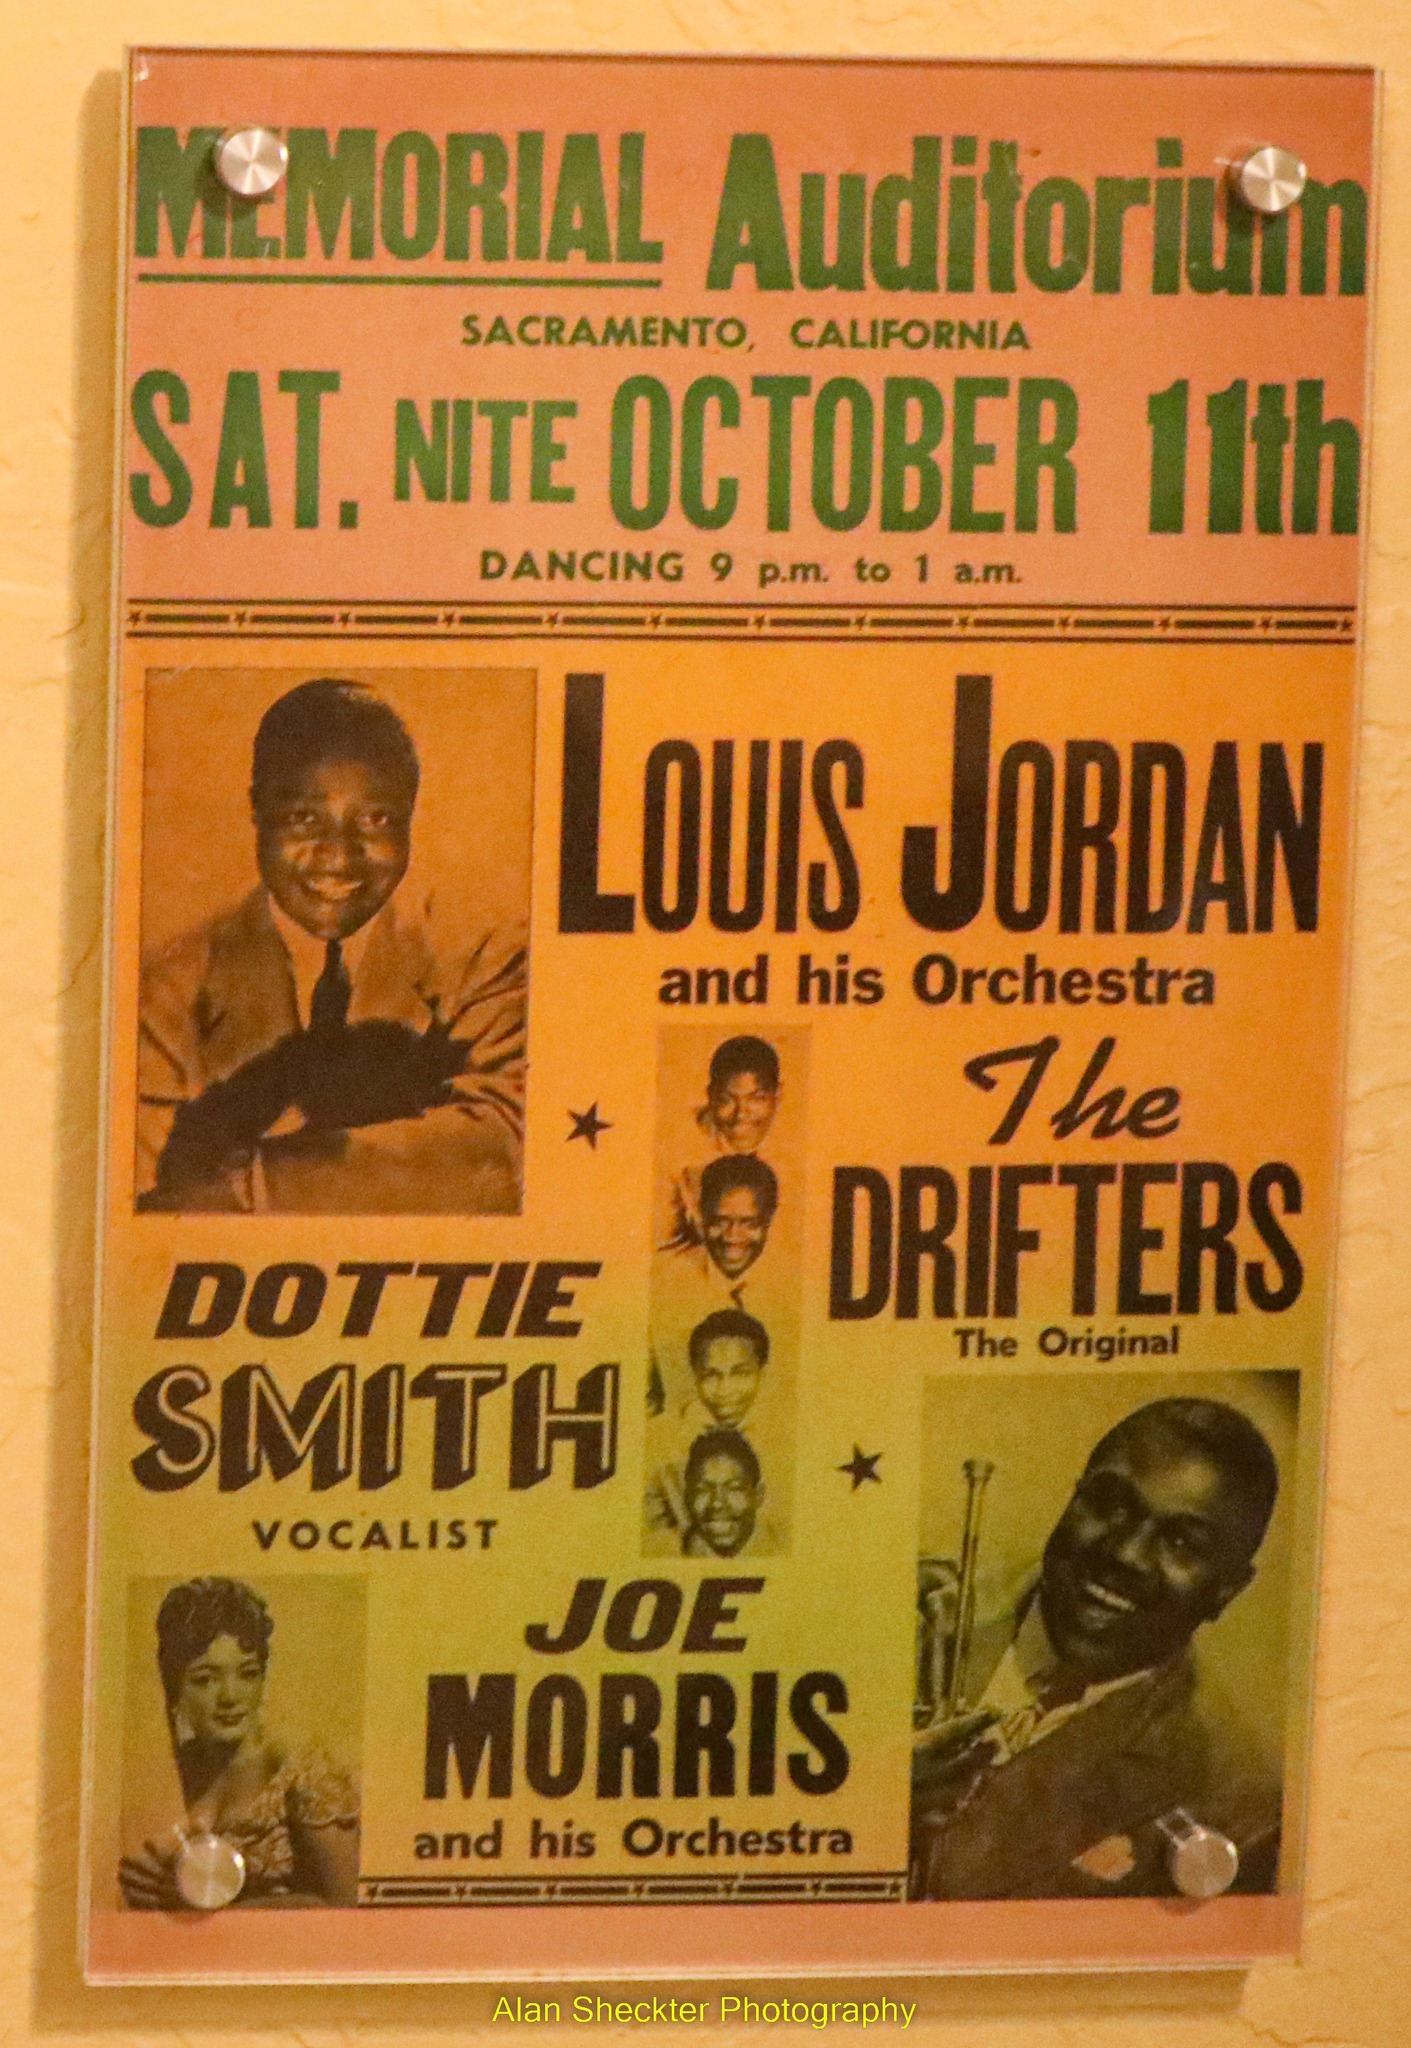 MEMORIAL Auditorium
SACRAMENTO, CALIFORNIA
SAT. NITE OCTOBER 11th
DANCING 9 p.m. to 1 a.m.
LOUIS JORDAN
and his Orchestra
The
DRIFTERS
The Original
DOTTIE
SMITH
VOCALIST
JOE
MORRIS
and his Orchestra
Alan Sheckter Photography